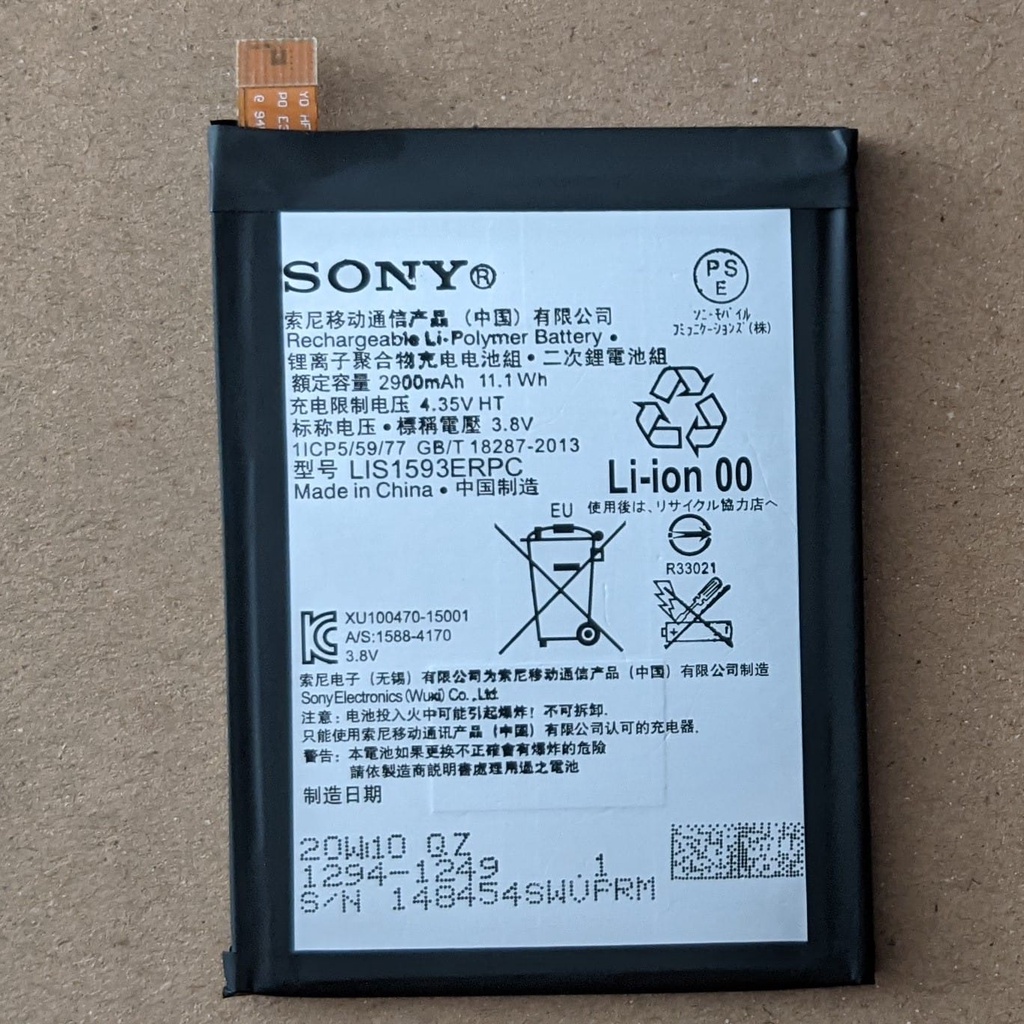 SONY®
索尼移动通信产品（中国）有限公司
Rechargeable Li-Polymer Battery •
锂离子聚合物充电电池組 • 二次鋰電池組
額定容量 2900mAh 11.1Wh
充电限制电压 4.35V HT
标称电压 • 標稱電壓 3.8V
1ICP5/59/77 GB/T 18287-2013
型号 LIS1593ERPC
Made in China • 中国制造
PS
E
ソニーモバイル
コミュニケーションズ(株)
Li-ion 00
使用後は、リサイクル協力店へ
EU
R33021
XU100470-15001
A/S:1588-4170
3.8V
索尼电子（无锡）有限公司为索尼移动通信产品（中国）有限公司制造
Sony Electronics (Wuxi) Co., Ltd.
注意：电池投入火中可能引起爆炸！不可拆卸.
只能使用索尼移动通讯产品（中国）有限公司认可的充电器.
警告：本電池如果更换不正確會有爆炸的危險
請依製造商說明書處理用過之電池
制造日期
20W10 QZ
1294-1249 .1
S/N 148454SWVPRM